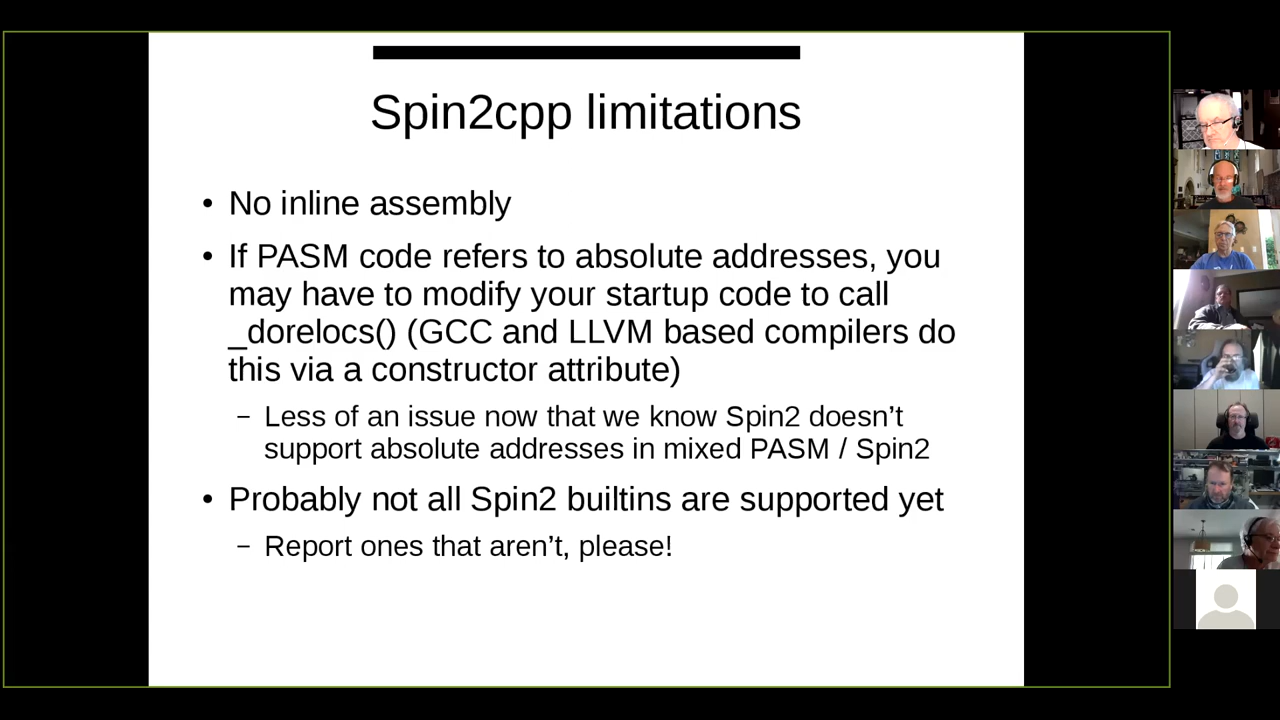 Spin2cpp limitations
• No inline assembly
• If PASM code refers to absolute addresses, you
may have to modify your startup code to call
_dorelocs() (GCC and LLVM based compilers do
this via a constructor attribute)
– Less of an issue now that we know Spin2 doesn’t
support absolute addresses in mixed PASM / Spin2
• Probably not all Spin2 builtins are supported yet
– Report ones that aren’t, please!